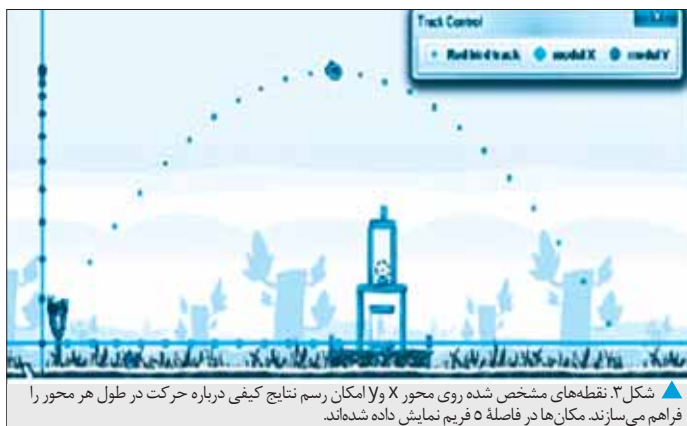 Track Control
Red bird track model X model Y
شکل۳. نقطه‌های مشخص شده روی محور X و y امکان رسم نتایج کیفی درباره حرکت در طول هر محور را
فراهم می‌سازند. مکان‌ها در فاصلهٔ ۵ فریم نمایش داده شده‌اند.